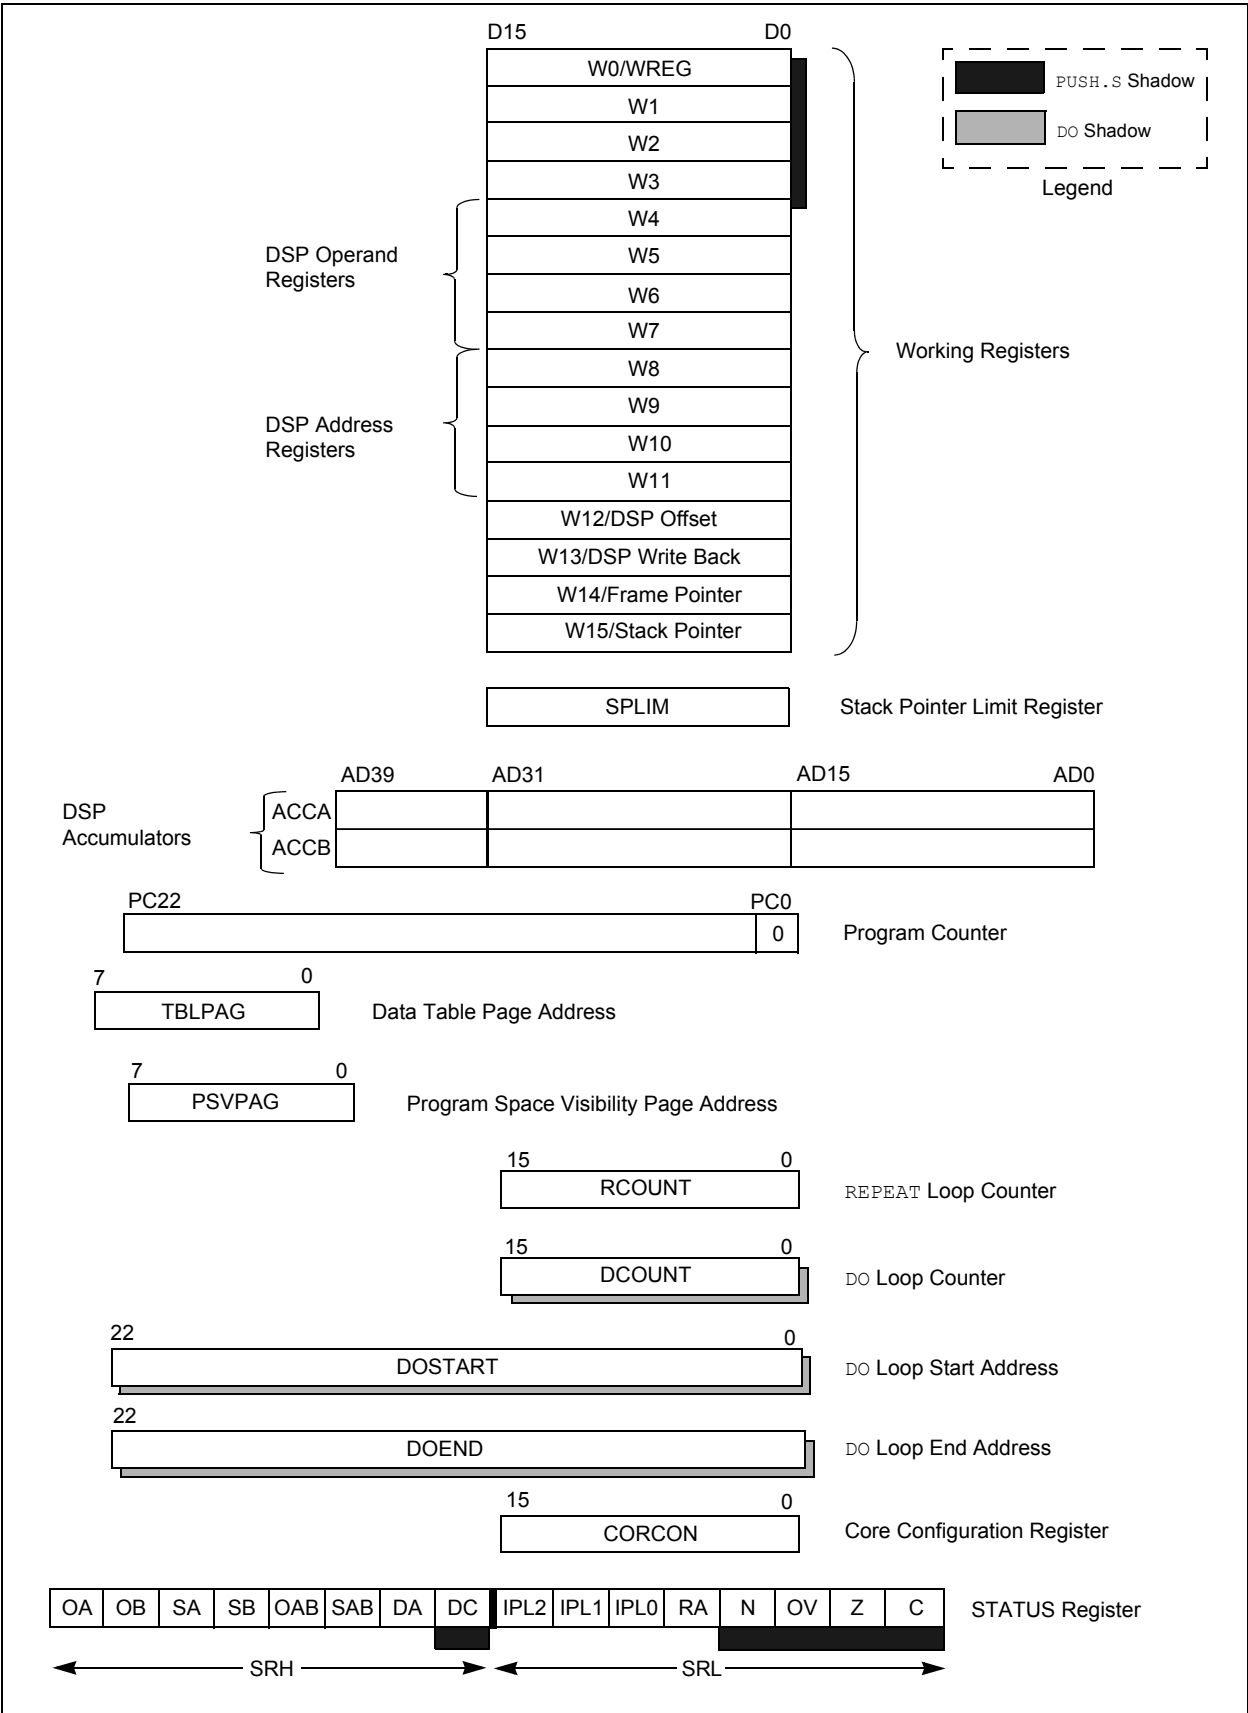 D15 D0
W0/WREG
PUSH.S Shadow
W1
DO Shadow
W2
W3
Legend
W4
DSP Operand
Registers
W5
W6
W7
Working Registers
W8
W9
DSP Address
Registers
W10
W11
W12/DSP Offset
W13/DSP Write Back
W14/Frame Pointer
W15/Stack Pointer
SPLIM Stack Pointer Limit Register
AD39 AD31 AD15 AD0
DSP
Accumulators
ACCA
ACCB
PC22 PC0
0 Program Counter
7 0
TBLPAG Data Table Page Address
7 0
PSVPAG Program Space Visibility Page Address
15 0
RCOUNT REPEAT Loop Counter
15 0
DCOUNT DO Loop Counter
22 0
DOSTART DO Loop Start Address
22
DOEND DO Loop End Address
15 0
CORCON Core Configuration Register
OA OB SA SB OAB SAB DA DC IPL2 IPL1 IPL0 RA N OV Z C STATUS Register
SRH SRL